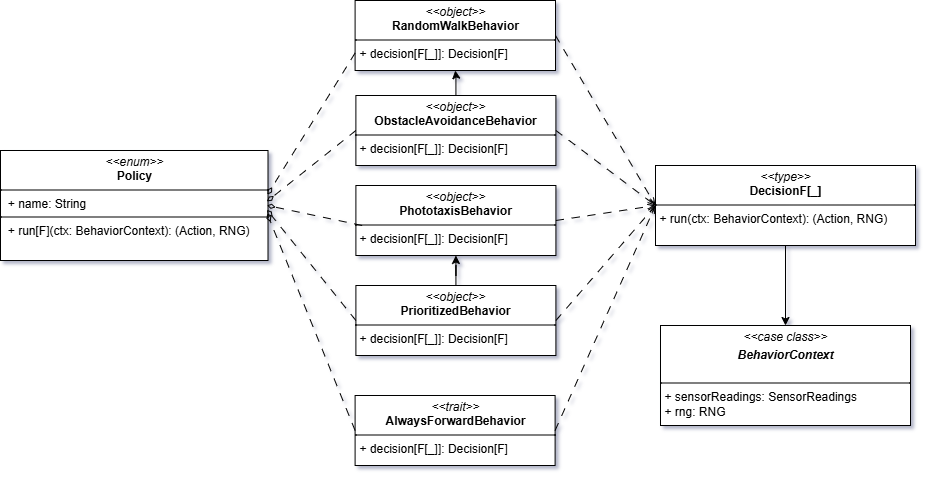 <<object>>
RandomWalkBehavior
+ decision[F[_]]: Decision[F]
<<object>>
ObstacleAvoidanceBehavior
+ decision[F[_]]: Decision[F]
<<enum>>
Policy
+ name: String
+ run[F](ctx: BehaviorContext): (Action, RNG)
<<object>>
PhototaxisBehavior
+ decision[F[_]]: Decision[F]
<<type>>
DecisionF[_]
+ run(ctx: BehaviorContext): (Action, RNG)
<<object>>
PrioritizedBehavior
+ decision[F[_]]: Decision[F]
<<case class>>
BehaviorContext
+ sensorReadings: SensorReadings
+ rng: RNG
<<trait>>
AlwaysForwardBehavior
+ decision[F[_]]: Decision[F]